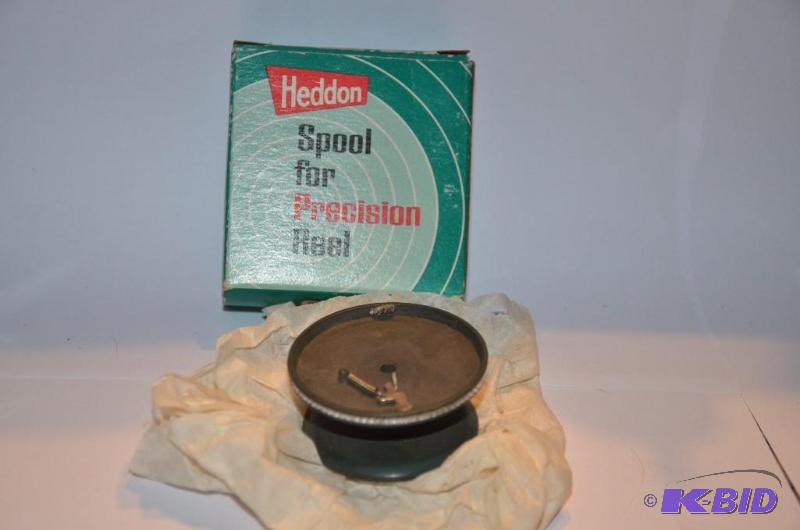 Heddon
Spool
for
Precision
Reel
© K-BID